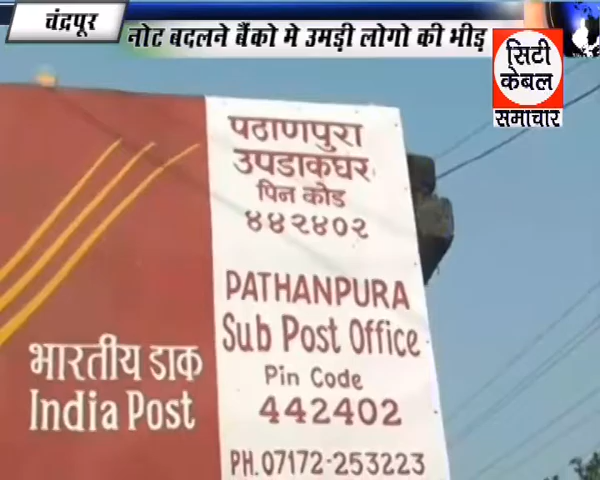 चंद्रपूर
नोट बदलने बैंको मे उमड़ी लोगो की भीड़
सिटी
केबल
समाचार
पठाणपुरा
उपडाकघर
पिन कोड
४४२४०२
PATHANPURA
Sub Post Office
Pin Code
442402
PH. 07172-253223
भारतीय डाक
India Post